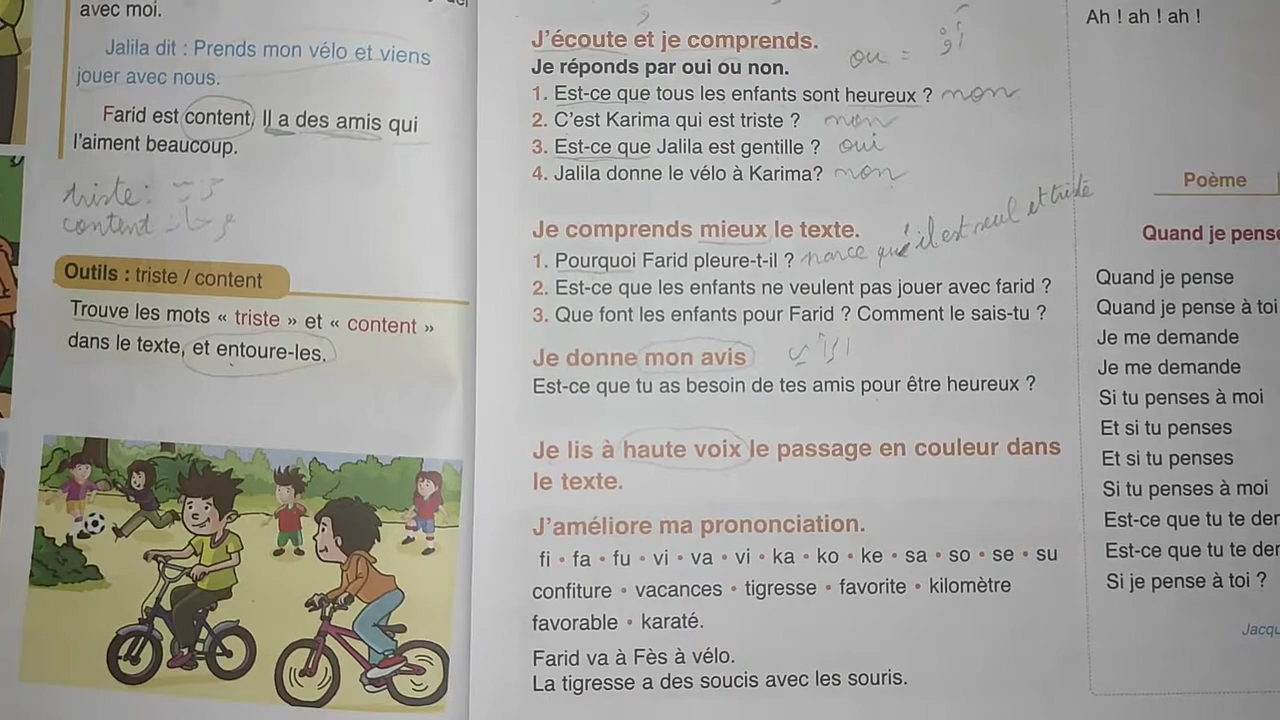 avec moi.
Jalila dit : Prends mon vélo et viens
jouer avec nous.
Farid est content. Il a des amis qui
l'aiment beaucoup.
triste:
content :
Outils : triste / content
Trouve les mots « triste » et « content »
dans le texte, et entoure-les.
J'écoute et je comprends.
ou = أو
Je réponds par oui ou non.
1. Est-ce que tous les enfants sont heureux ? non
2. C'est Karima qui est triste ? non
3. Est-ce que Jalila est gentille ? oui
4. Jalila donne le vélo à Karima? non
Je comprends mieux le texte.
1. Pourquoi Farid pleure-t-il ? parce qu'il est seul et triste
2. Est-ce que les enfants ne veulent pas jouer avec farid ?
3. Que font les enfants pour Farid ? Comment le sais-tu ?
Je donne mon avis
Est-ce que tu as besoin de tes amis pour être heureux ?
Je lis à haute voix le passage en couleur dans
le texte.
J'améliore ma prononciation.
fi • fa • fu • vi • va • vi • ka • ko • ke • sa • so • se • su
confiture • vacances • tigresse • favorite • kilomètre
favorable • karaté.
Farid va à Fès à vélo.
La tigresse a des soucis avec les souris.
Ah ! ah ! ah !
Poème
Quand je pense
Quand je pense
Quand je pense à toi
Je me demande
Je me demande
Si tu penses à moi
Et si tu penses
Et si tu penses
Si tu penses à moi
Est-ce que tu te
Est-ce que tu te
Si je pense à toi ?